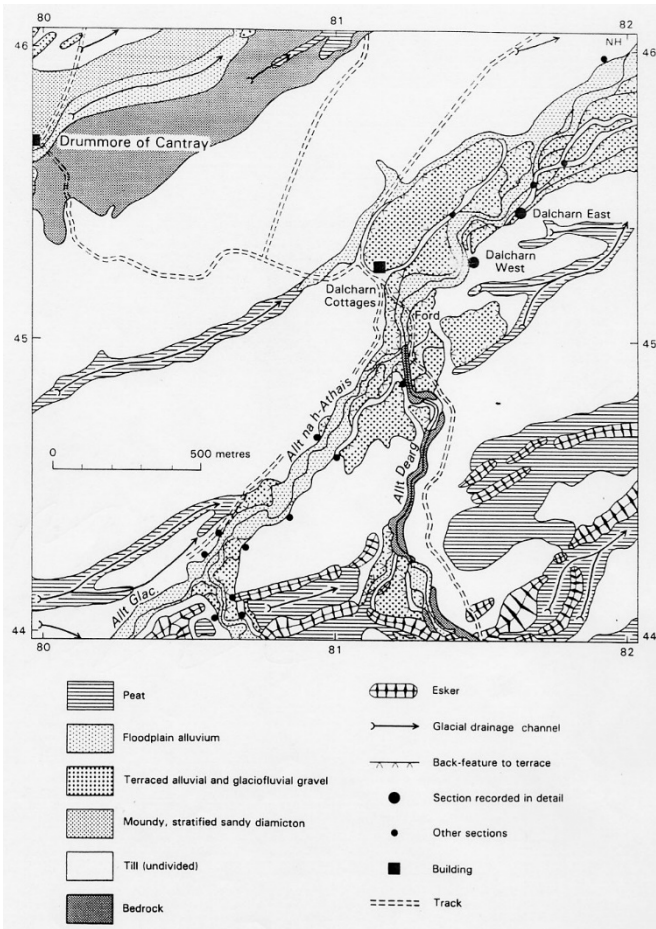 80
81
82
46
NH
46
Drummore of Cantray
Dalcharn East
Dalcharn
West
Dalcharn
Cottages
Ford
45
45
Allt na h-Athais
0
500 metres
Allt Dearg
Allt Glac
44
44
80
81
82
Peat
Floodplain alluvium
Terraced alluvial and glaciofluvial gravel
Moundy, stratified sandy diamicton
Till (undivided)
Bedrock
Esker
Glacial drainage channel
Back-feature to terrace
Section recorded in detail
Other sections
Building
Track